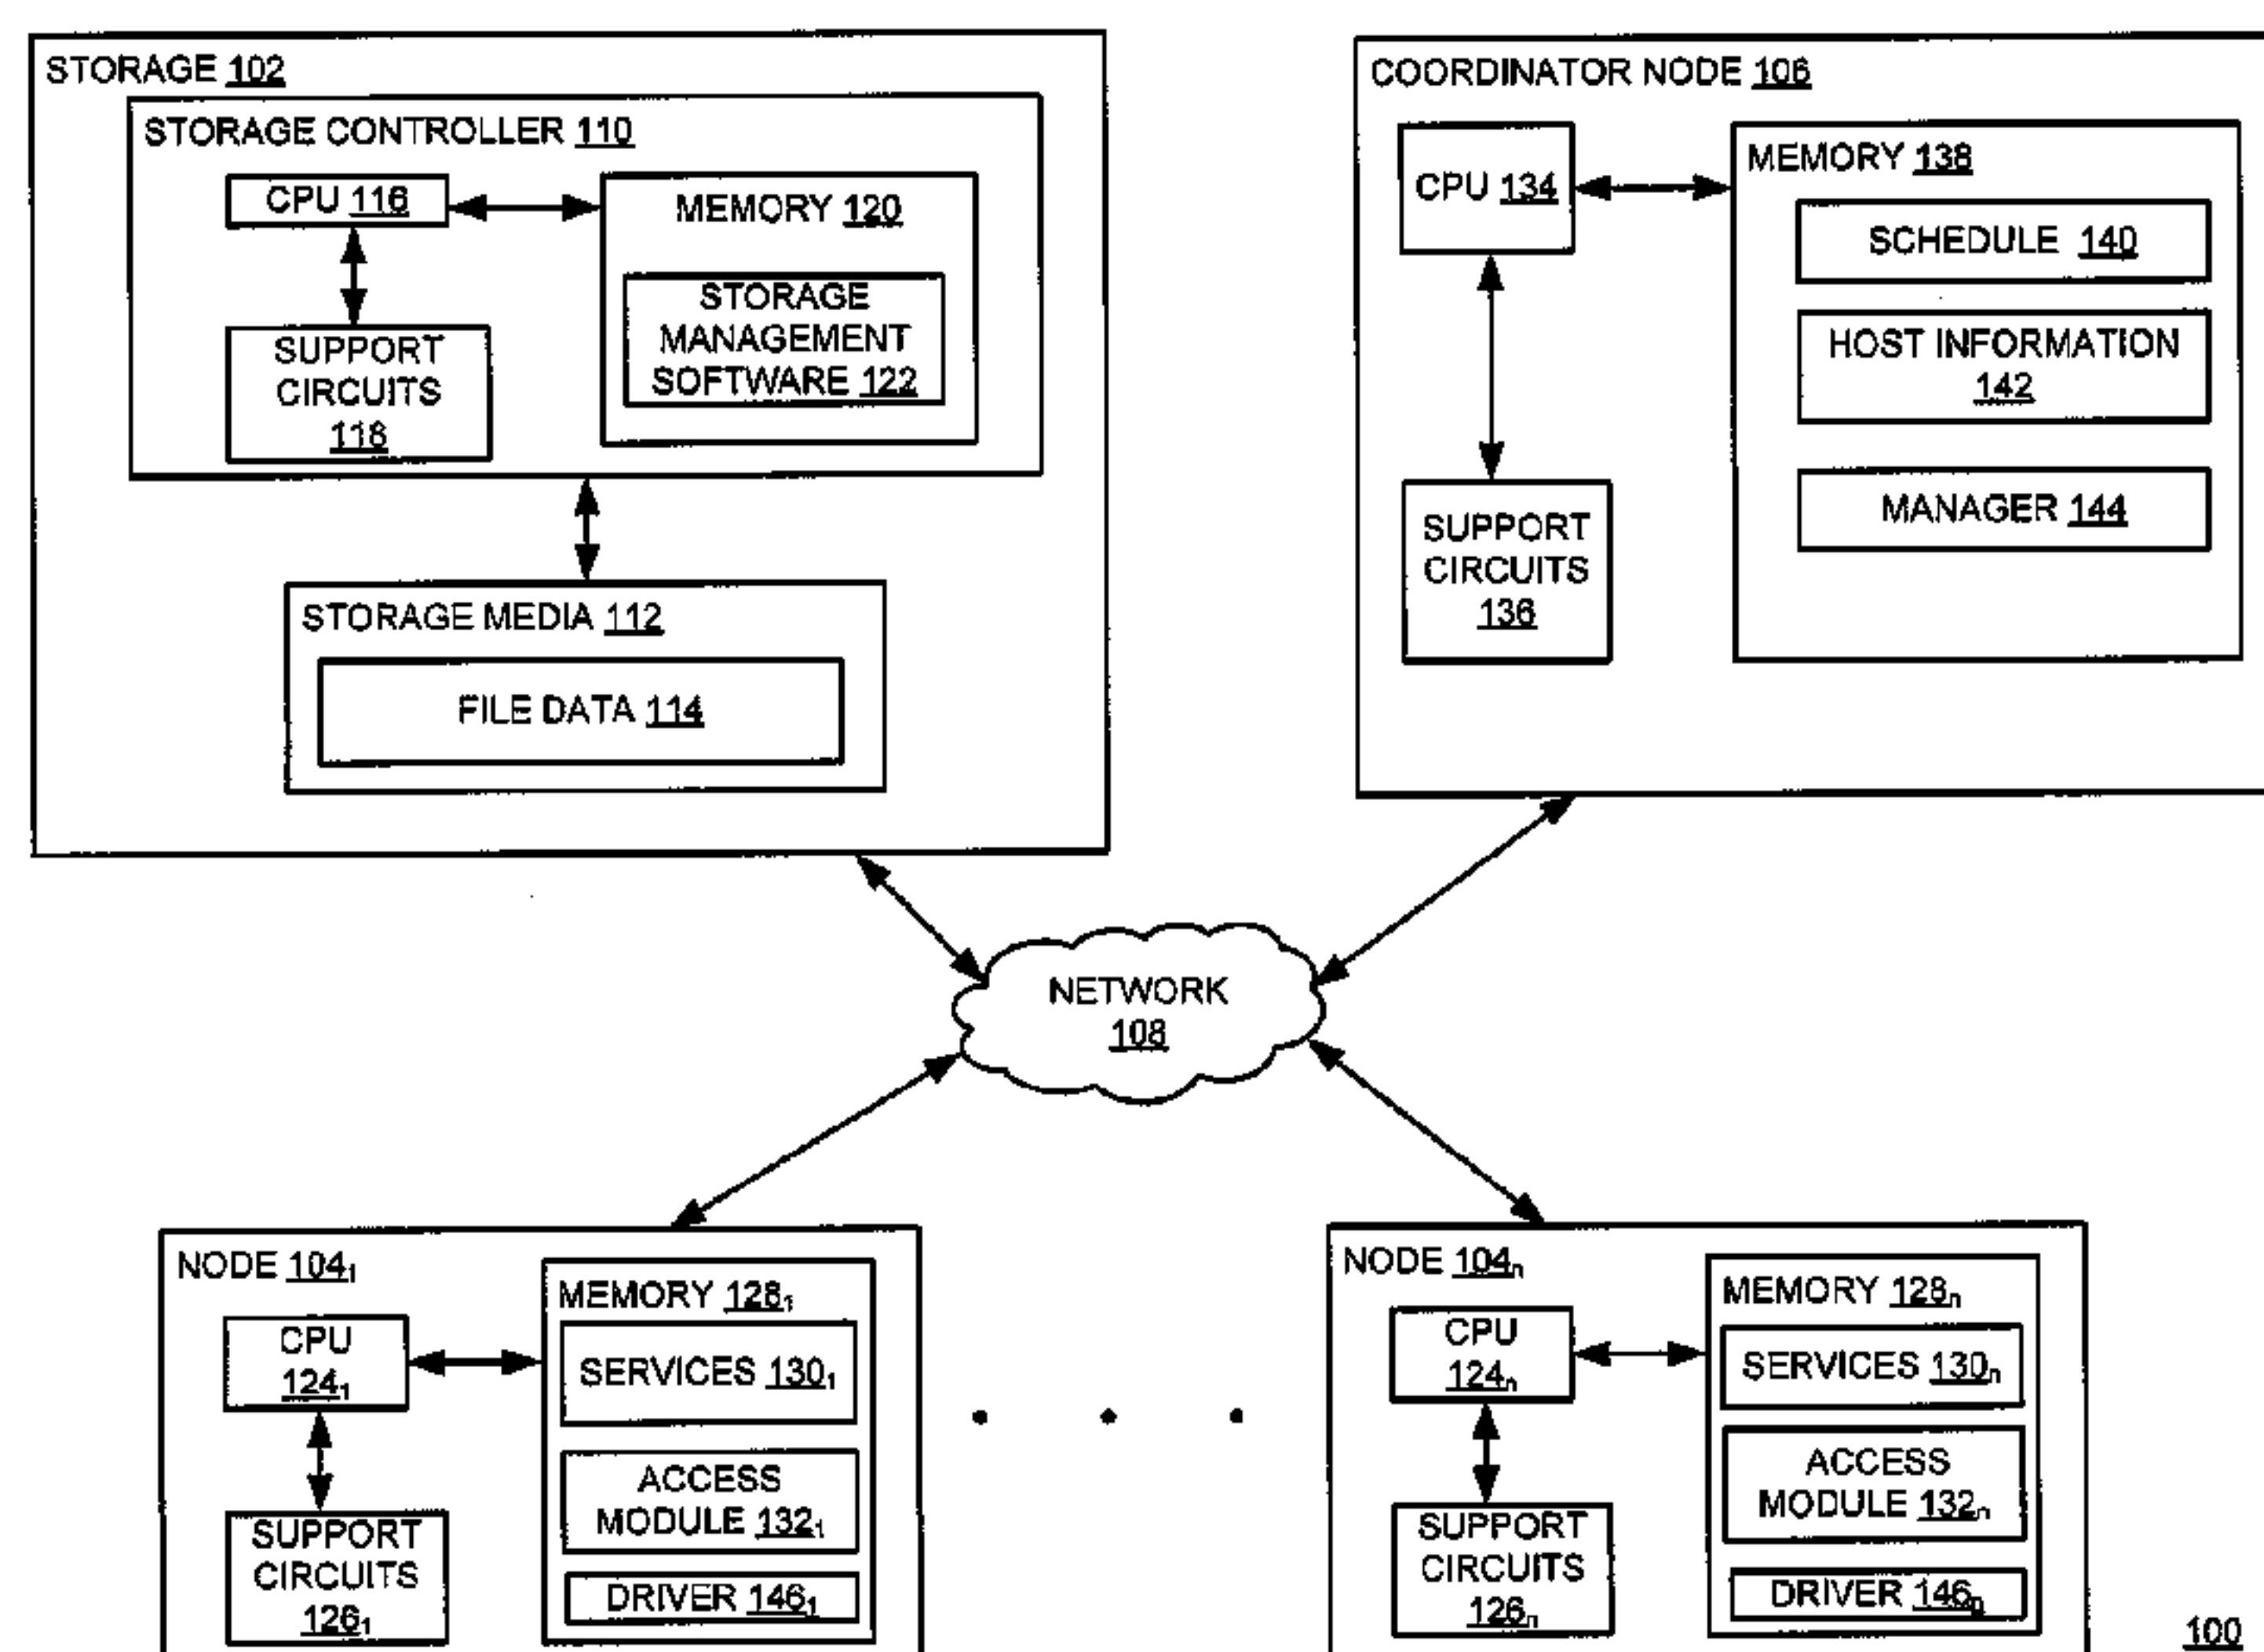 STORAGE 102
STORAGE CONTROLLER 110
CPU 116
MEMORY 120
STORAGE
MANAGEMENT
SOFTWARE 122
SUPPORT
CIRCUITS
118
STORAGE MEDIA 112
FILE DATA 114
COORDINATOR NODE 106
CPU 134
MEMORY 138
SCHEDULE 140
HOST INFORMATION
142
MANAGER 144
SUPPORT
CIRCUITS
136
NETWORK
108
NODE 104₁
CPU
124₁
SUPPORT
CIRCUITS
126₁
MEMORY 128₁
SERVICES 130₁
ACCESS
MODULE 132₁
DRIVER 146₁
NODE 104ₙ
CPU
124ₙ
SUPPORT
CIRCUITS
126ₙ
MEMORY 128ₙ
SERVICES 130ₙ
ACCESS
MODULE 132ₙ
DRIVER 146ₙ
100